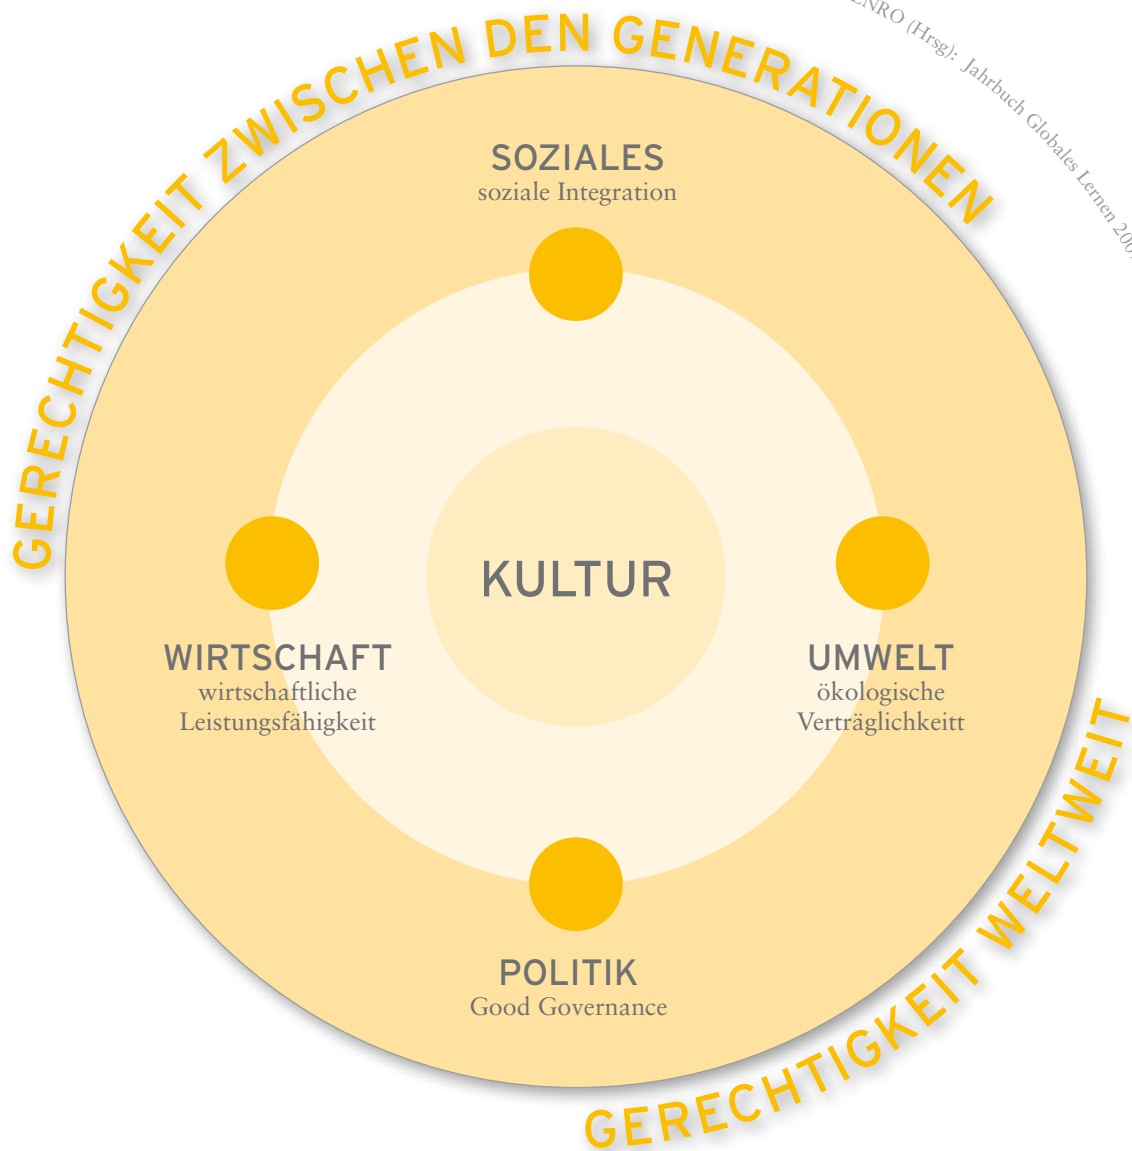 GERECHTIGKEIT ZWISCHEN DEN GENERATIONEN
(Hrsg): Jahrbuch Globales Lernen
SOZIALES
soziale Integration
KULTUR
WIRTSCHAFT
wirtschaftliche
Leistungsfähigkeit
UMWELT
ökologische
Verträglichkeitt
POLITIK
Good Governance
GERECHTIGKEIT WELTWEIT